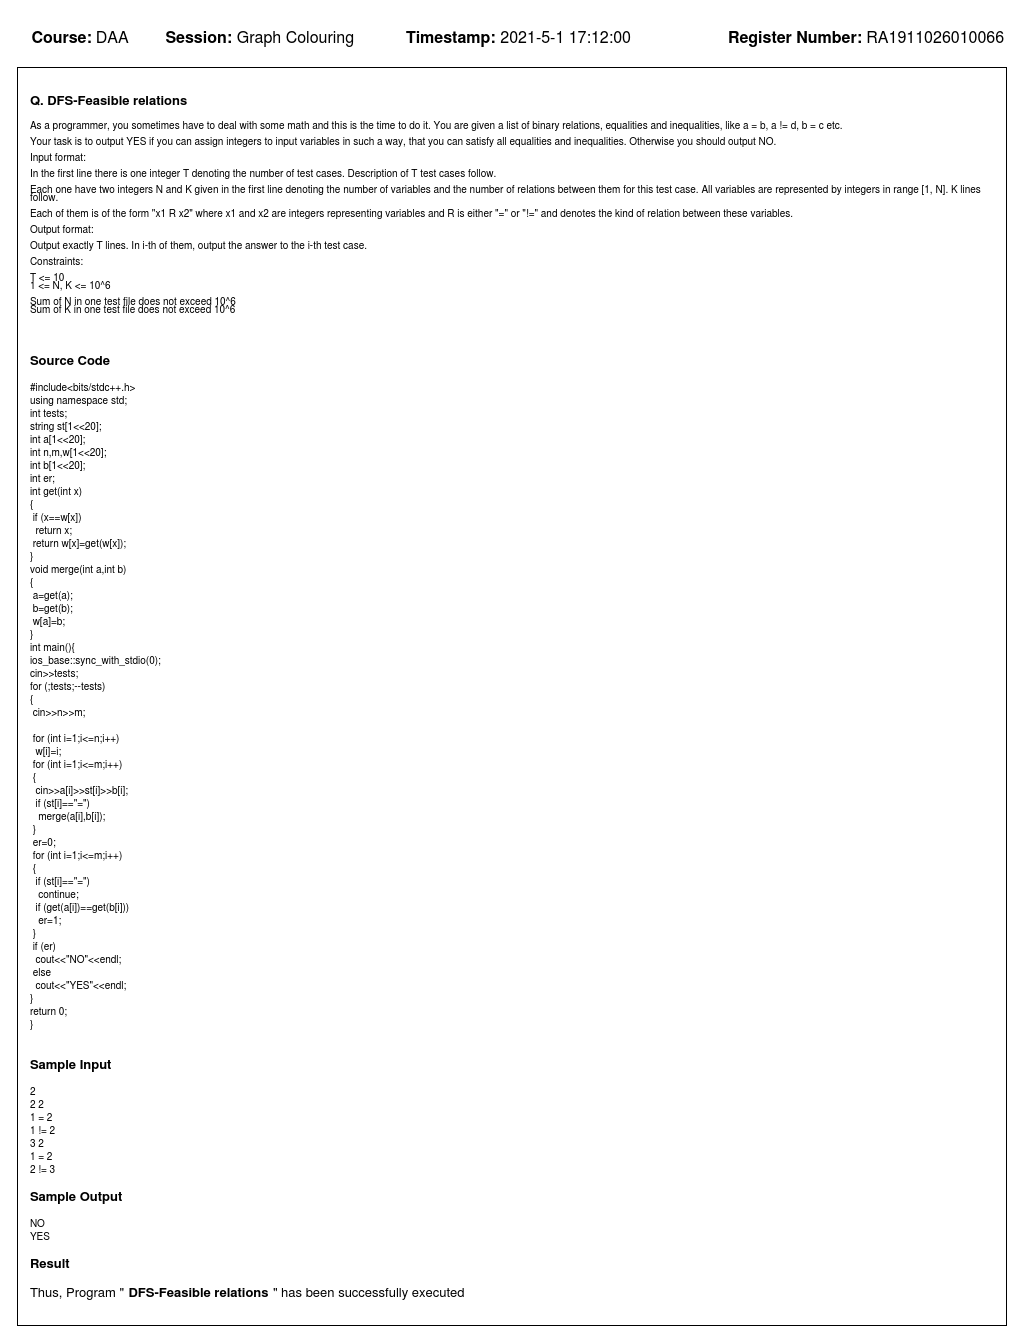 Course: DAA Session: Graph Colouring Timestamp: 2021-5-1 17:12:00 Register Number: RA1911026010066
Q. DFS-Feasible relations
As a programmer, you sometimes have to deal with some math and this is the time to do it. You are given a list of binary relations, equalities and inequalities, like a = b, a != d, b = c etc.
Your task is to output YES if you can assign integers to input variables in such a way, that you can satisfy all equalities and inequalities. Otherwise you should output NO.
Input format:
In the first line there is one integer T denoting the number of test cases. Description of T test cases follow.
Each one have two integers N and K given in the first line denoting the number of variables and the number of relations between them for this test case. All variables are represented by integers in range [1, N]. K lines
follow.
Each of them is of the form "x1 R x2" where x1 and x2 are integers representing variables and R is either "=" or "!=" and denotes the kind of relation between these variables.
Output format:
Output exactly T lines. In i-th of them, output the answer to the i-th test case.
Constraints:
T <= 10
1 <= N, K <= 10^6
Sum of N in one test file does not exceed 10^6
Sum of K in one test file does not exceed 10^6
Source Code
#include<bits/stdc++.h>
using namespace std;
int tests;
string st[1<<20];
int a[1<<20];
int n,m,w[1<<20];
int b[1<<20];
int er;
int get(int x)
{
if (x==w[x])
return x;
return w[x]=get(w[x]);
}
void merge(int a,int b)
{
a=get(a);
b=get(b);
w[a]=b;
}
int main(){
ios_base::sync_with_stdio(0);
cin>>tests;
for (;tests;--tests)
{
cin>>n>>m;
for (int i=1;i<=n;i++)
w[i]=i;
for (int i=1;i<=m;i++)
{
cin>>a[i]>>st[i]>>b[i];
if (st[i]=="=")
merge(a[i],b[i]);
}
er=0;
for (int i=1;i<=m;i++)
{
if (st[i]=="=")
continue;
if (get(a[i])==get(b[i]))
er=1;
}
if (er)
cout<<"NO"<<endl;
else
cout<<"YES"<<endl;
}
return 0;
}
Sample Input
2
2 2
1 = 2
1 != 2
3 2
1 = 2
2 != 3
Sample Output
NO
YES
Result
Thus, Program " DFS-Feasible relations " has been successfully executed